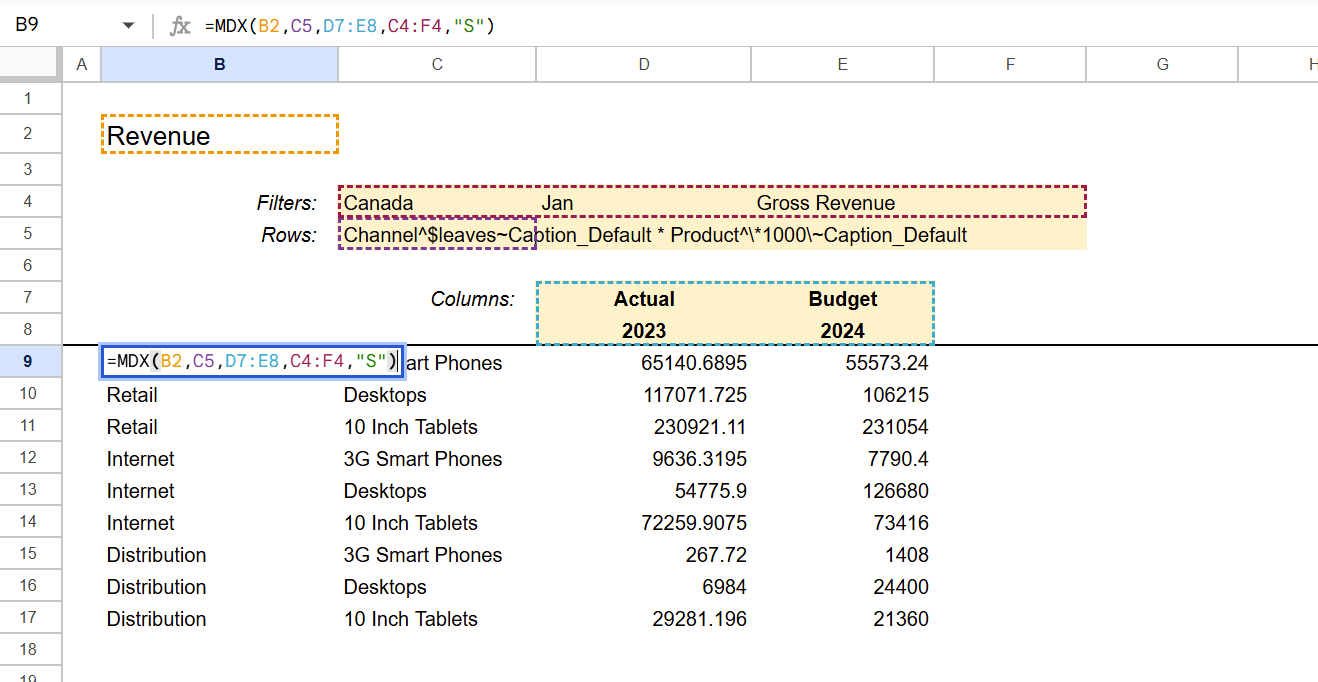 B9 fx =MDX(B2,C5,D7:E8,C4:F4,"S")
A B C D E F G H
1
2 Revenue
3
4 Filters: Canada Jan Gross Revenue
5 Rows: Channel^$leaves~Caption_Default * Product^\*1000\~Caption_Default
6
7 Columns: Actual Budget
8 2023 2024
9 =MDX(B2,C5,D7:E8,C4:F4,"S") art Phones 65140.6895 55573.24
10 Retail Desktops 117071.725 106215
11 Retail 10 Inch Tablets 230921.11 231054
12 Internet 3G Smart Phones 9636.3195 7790.4
13 Internet Desktops 54775.9 126680
14 Internet 10 Inch Tablets 72259.9075 73416
15 Distribution 3G Smart Phones 267.72 1408
16 Distribution Desktops 6984 24400
17 Distribution 10 Inch Tablets 29281.196 21360
18
19